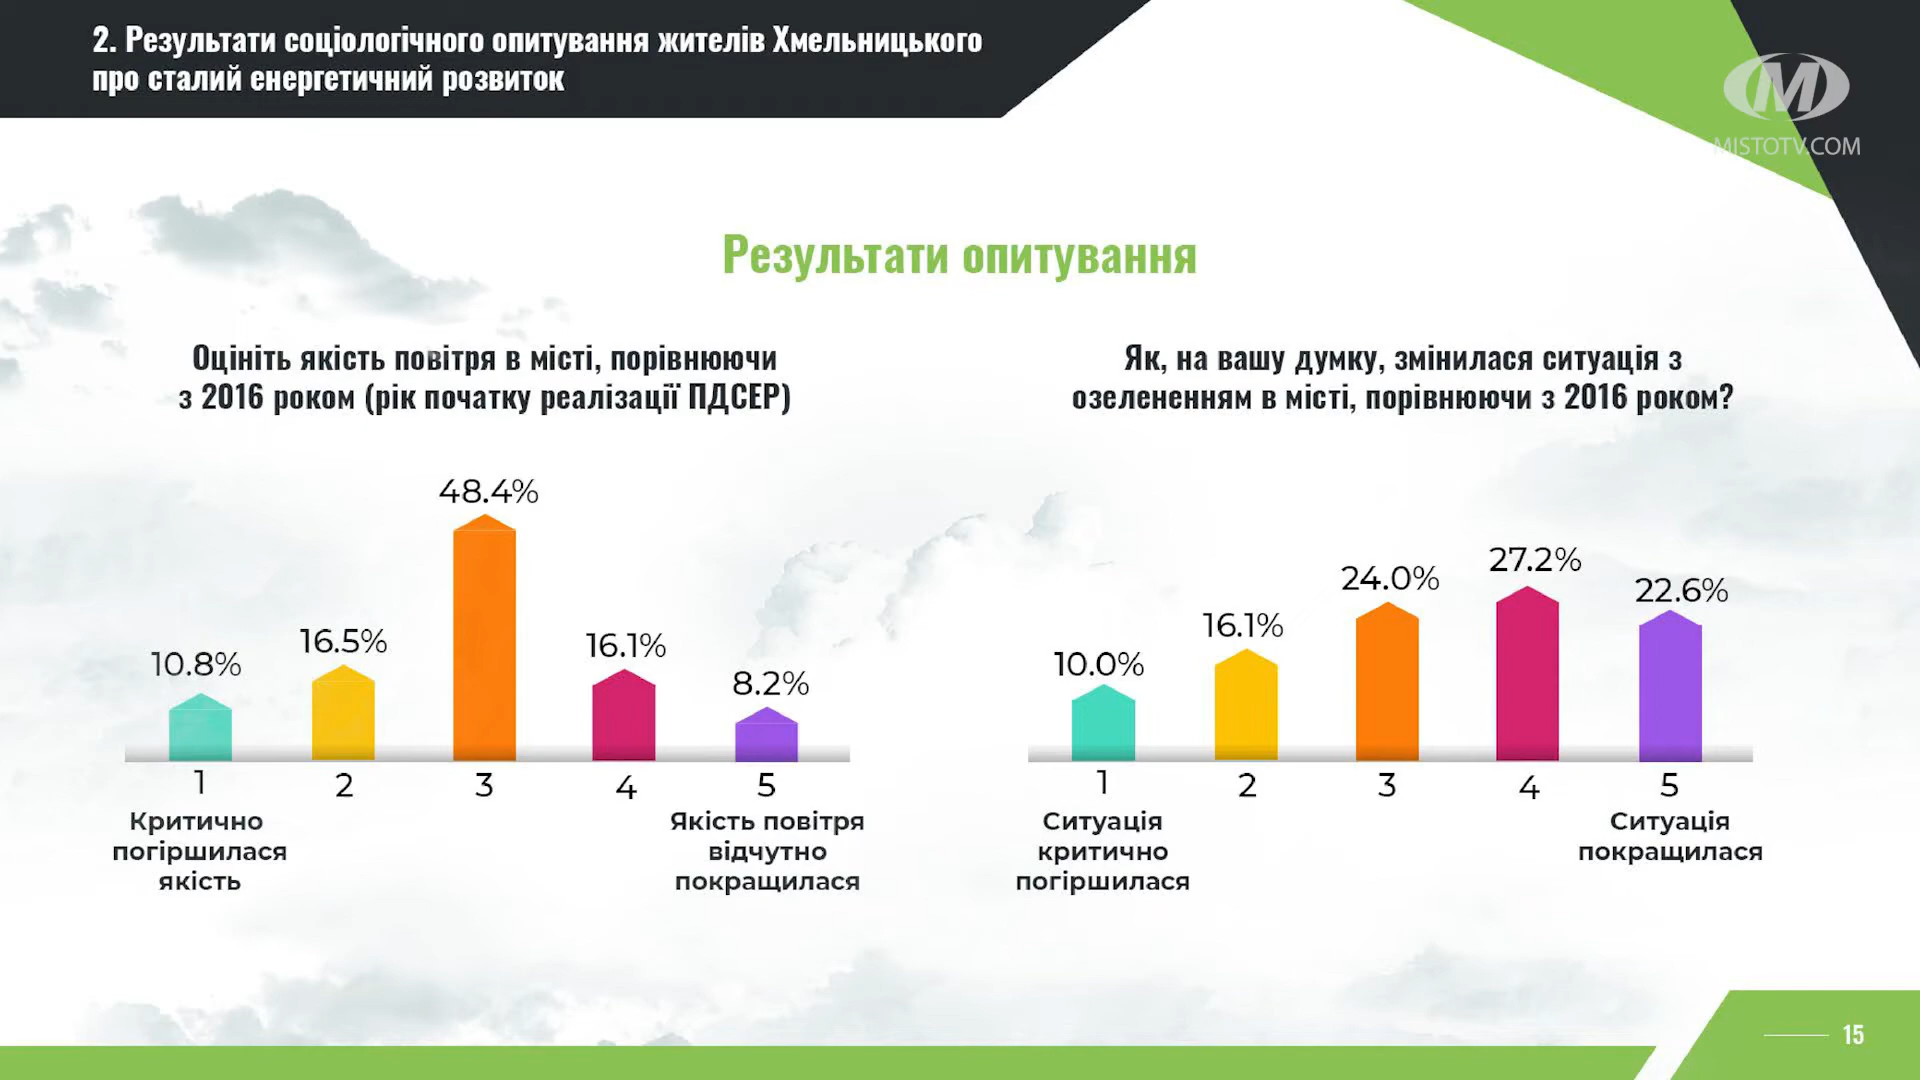 2. Результати соціологічного опитування жителів Хмельницького
про сталий енергетичний розвиток
M
MISTOTV.COM
Результати опитування
Оцініть якість повітря в місті, порівнюючи
з 2016 роком (рік початку реалізації ПДСЕР)
48.4%
16.5%
16.1%
10.8%
8.2%
1
2
3
4
5
Критично
погіршилася
якість
Якість повітря
відчутно
покращилася
Як, на вашу думку, змінилася ситуація з
озелененням в місті, порівнюючи з 2016 роком?
27.2%
24.0%
22.6%
16.1%
10.0%
1
2
3
4
5
Ситуація
критично
погіршилася
Ситуація
покращилася
15